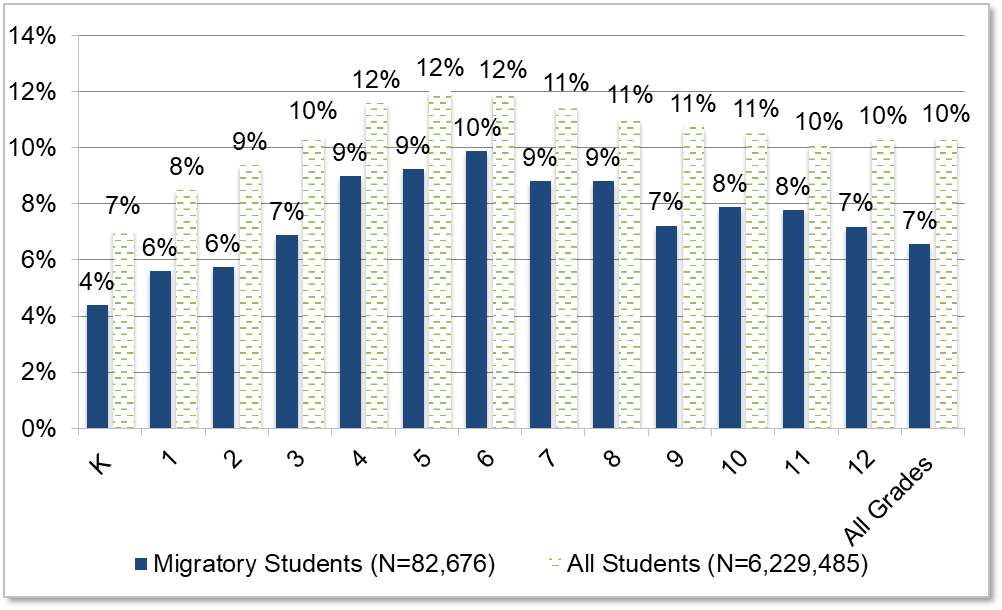 14%
12%
10%
8%
6%
4%
2%
0%
4% 7% 6% 8% 6% 9% 7% 10% 9% 12% 9% 12% 10% 12% 9% 11% 9% 11% 7% 11% 8% 11% 8% 10% 7% 10% 7% 10%
K 1 2 3 4 5 6 7 8 9 10 11 12 All Grades
Migratory Students (N=82,676) All Students (N=6,229,485)